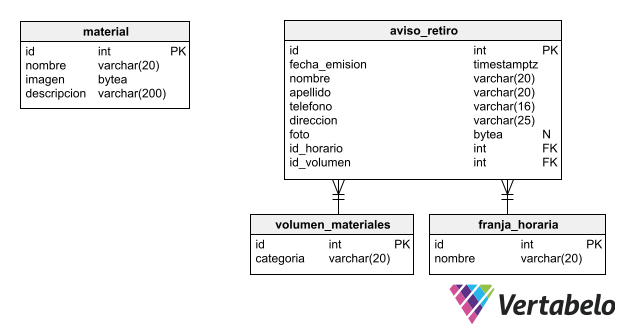 material
id int PK
nombre varchar(20)
imagen bytea
descripcion varchar(200)
aviso_retiro
id int PK
fecha_emision timestamptz
nombre varchar(20)
apellido varchar(20)
telefono varchar(16)
direccion varchar(25)
foto bytea N
id_horario int FK
id_volumen int FK
volumen_materiales
id int PK
categoria varchar(20)
franja_horaria
id int PK
nombre varchar(20)
Vertabelo